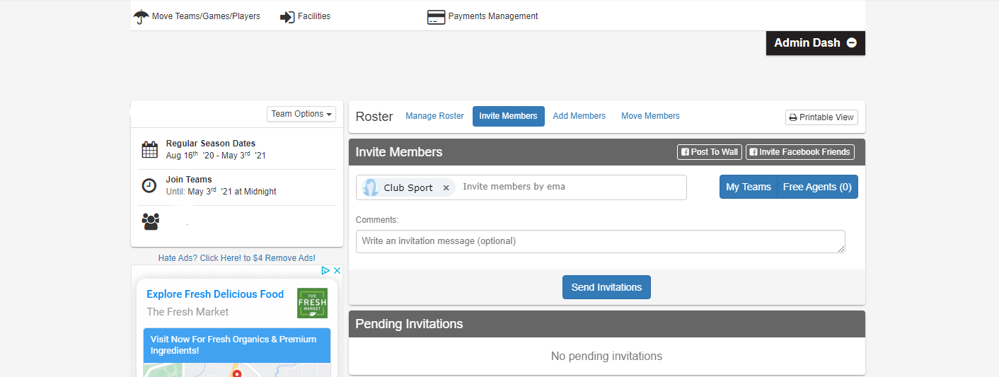 Move Teams/Games/Players
Facilities
Payments Management
Admin Dash
Team Options
Regular Season Dates
Aug 16th '20 - May 3rd '21
Join Teams
Until: May 3rd '21 at Midnight
Hate Ads? Click Here! to $4 Remove Ads!
Explore Fresh Delicious Food
The Fresh Market
THE
FRESH
MARKET
Visit Now For Fresh Organics & Premium
Ingredients!
Roster
Manage Roster
Invite Members
Add Members
Move Members
Printable View
Invite Members
Post To Wall
Invite Facebook Friends
Club Sport
Invite members by ema
My Teams
Free Agents (0)
Comments:
Write an invitation message (optional)
Send Invitations
Pending Invitations
No pending invitations